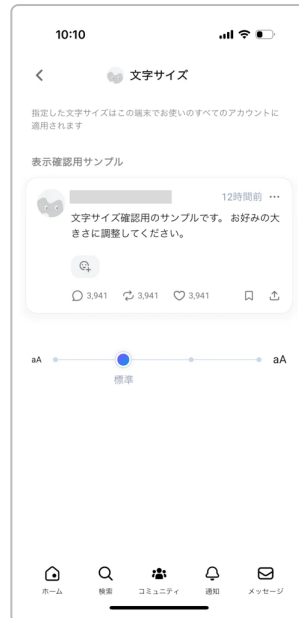 10:10
文字サイズ
指定した文字サイズはこの端末でお使いのすべてのアカウントに
適用されます
表示確認用サンプル
12時間前 …
文字サイズ確認用のサンプルです。 お好みの大
きさに調整してください。
3,941 3,941 3,941
aA aA
標準
ホーム 検索 コミュニティ 通知 メッセージ